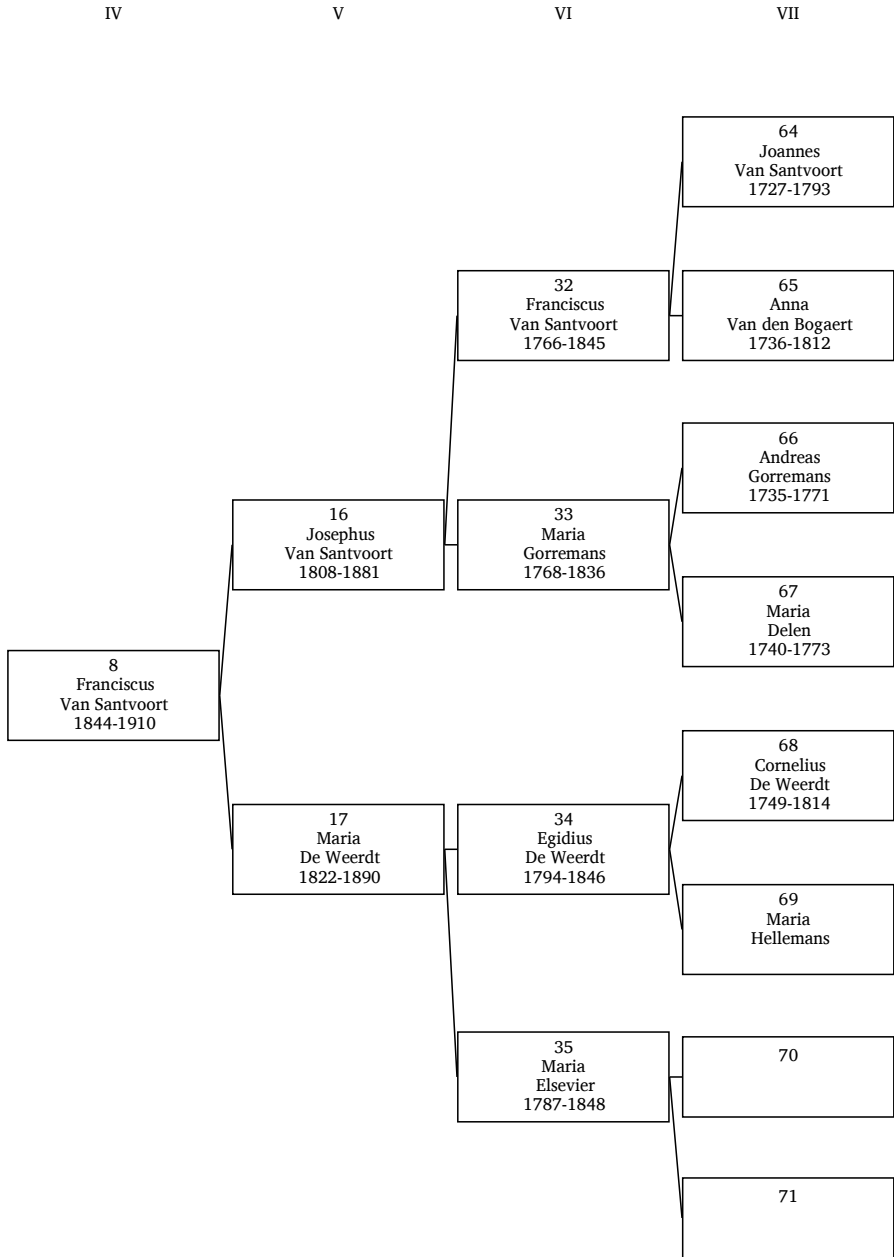 IV
V
VI
VII
64
Joannes
Van Santvoort
1727-1793
32
Franciscus
Van Santvoort
1766-1845
65
Anna
Van den Bogaert
1736-1812
66
Andreas
Gorremans
1735-1771
16
Josephus
Van Santvoort
1808-1881
33
Maria
Gorremans
1768-1836
67
Maria
Delen
1740-1773
8
Franciscus
Van Santvoort
1844-1910
68
Cornelius
De Weerdt
1749-1814
17
Maria
De Weerdt
1822-1890
34
Egidius
De Weerdt
1794-1846
69
Maria
Hellemans
35
Maria
Elsevier
1787-1848
70
71